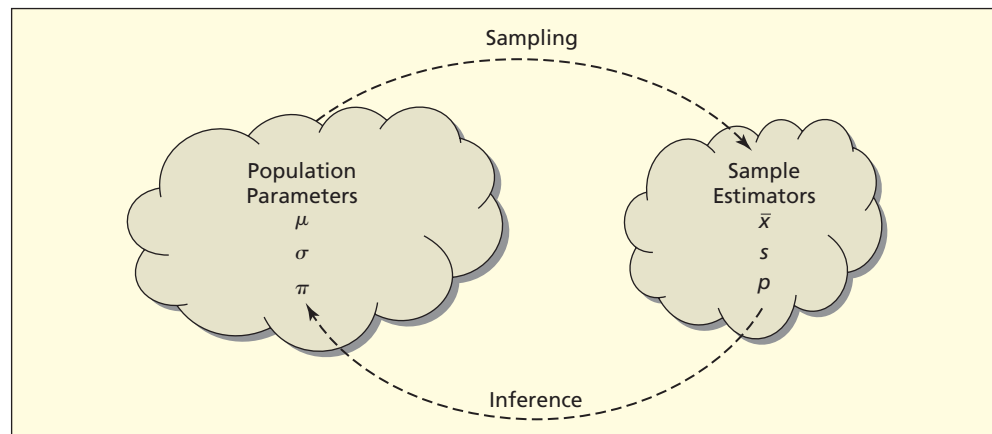 Sampling
Population
Parameters
μ
σ
π
Sample
Estimators
x̄
s
p
Inference